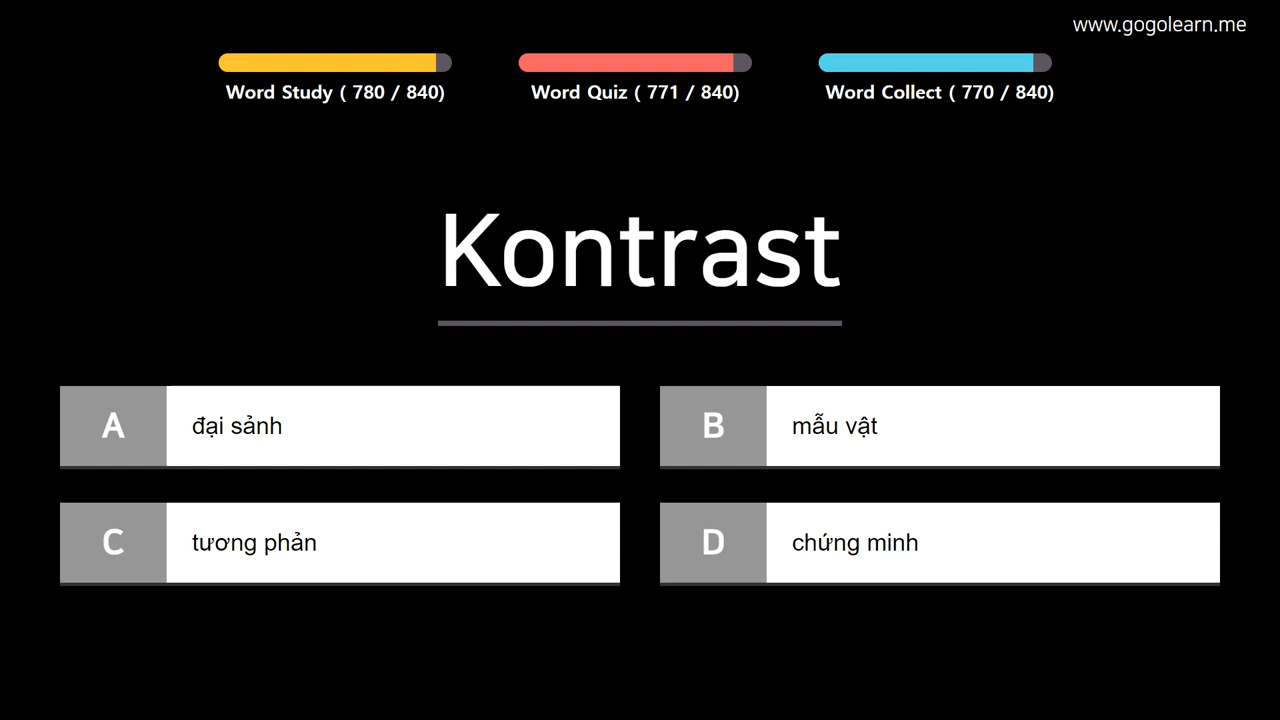 www.gogolearn.me
Word Study ( 780 / 840)
Word Quiz ( 771 / 840)
Word Collect ( 770 / 840)
Kontrast
A đại sảnh
B mẫu vật
C tương phản
D chứng minh